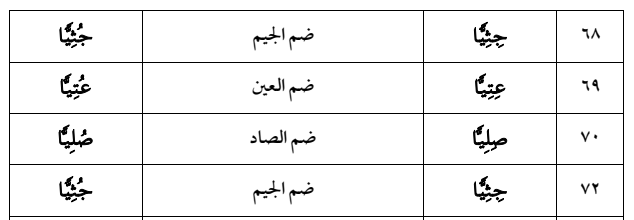 ٦٨ جِثِيًّا ضم الجيم جُثِيًّا
٦٩ عِتِيًّا ضم العين عُتِيًّا
٧٠ صِلِيًّا ضم الصاد صُلِيًّا
٧٢ جِثِيًّا ضم الجيم جُثِيًّا